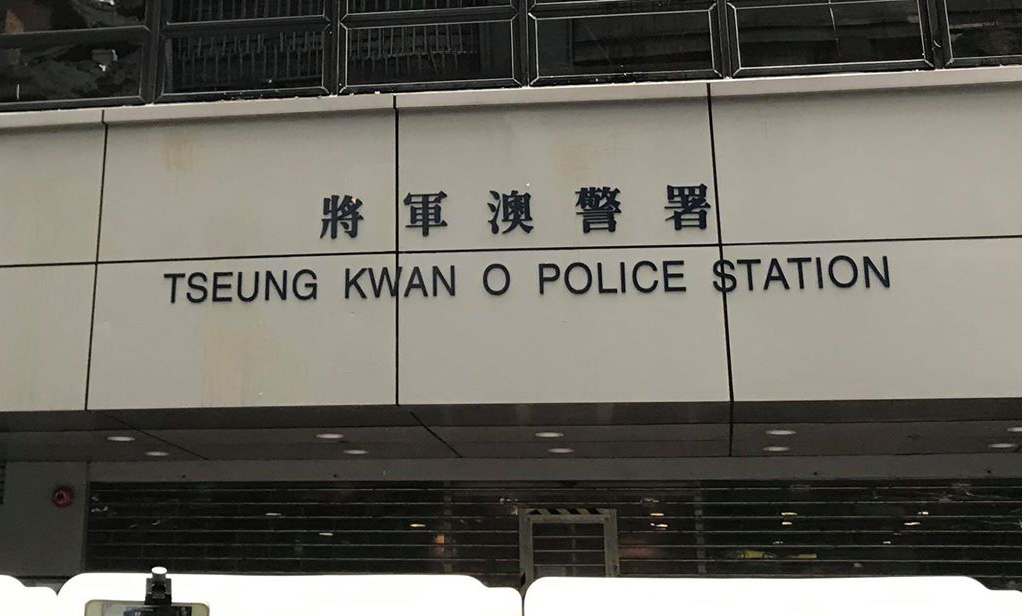 將軍澳警署
TSEUNG KWAN O POLICE STATION